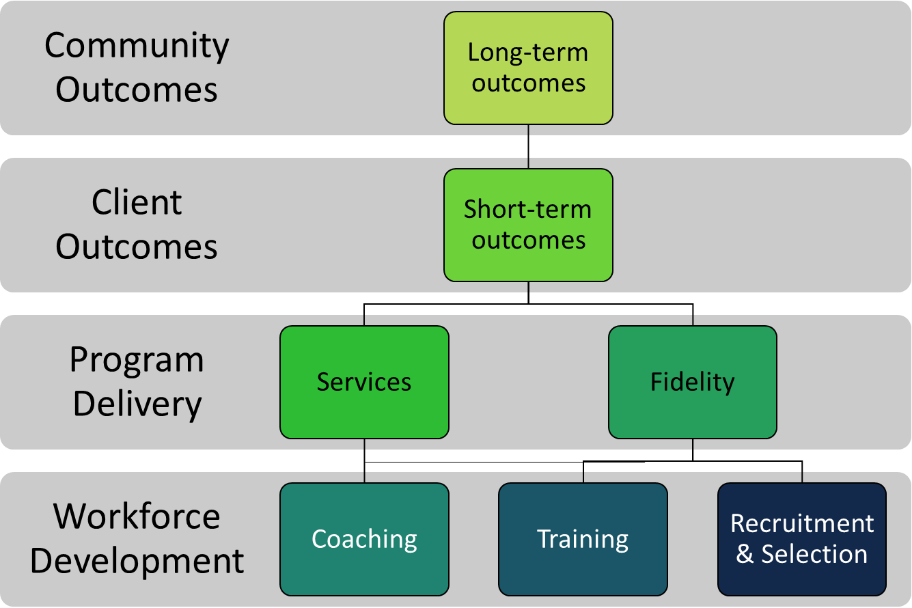 Community
Outcomes
Long-term
outcomes
Client
Outcomes
Short-term
outcomes
Program
Delivery
Services
Fidelity
Workforce
Development
Coaching
Training
Recruitment
& Selection